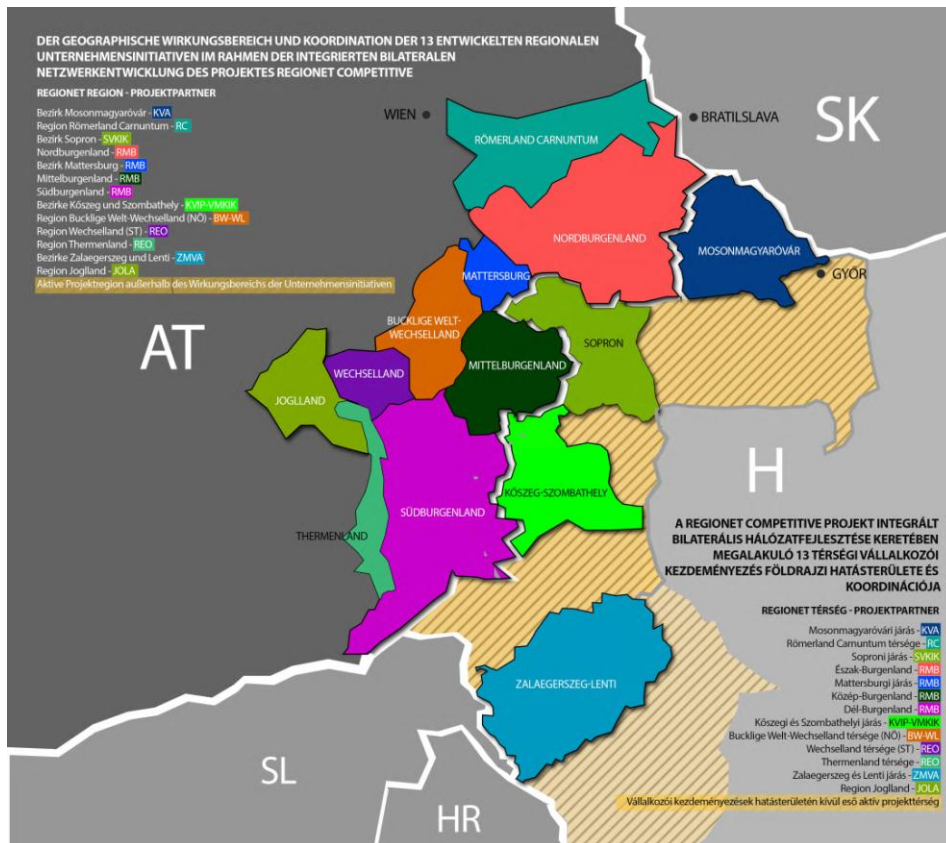 DER GEOGRAPHISCHE WIRKUNGSBEREICH UND KOORDINATION DER 13 ENTWICKELTEN REGIONALEN
UNTERNEHMENSINITIATIVEN IM RAHMEN DER INTEGRIERTEN BILATERALEN
NETZWERKENTWICKLUNG DES PROJEKTES REGIONET COMPETITIVE
REGIONET REGION - PROJEKTPARTNER
Bezirk Mosonmagyaróvár - KVA
Region Römerland Carnuntum - RC
Bezirk Sopron - SVKIK
Nordburgenland - RMB
Bezirk Mattersburg - RMB
Mittelburgenland - RMB
Südburgenland - RMB
Bezirke Kőszeg und Szombathely - KVIP-VMKIK
Region Bucklige Welt-Wechselland (NÖ) - BW-WL
Region Wechselland (ST) - REO
Region Thermenland - REO
Bezirke Zalaegerszeg und Lenti - ZMVA
Region Joglland - JOLA
Aktive Projektregion außerhalb des Wirkungsbereichs der Unternehmensinitiativen
WIEN
BRATISLAVA
SK
RÖMERLAND CARNUNTUM
NORDBURGENLAND
MOSONMAGYARÓVÁR
GYŐR
MATTERSBURG
BUCKLIGE WELT-
WECHSELLAND
SOPRON
AT
MITTELBURGENLAND
WECHSELLAND
JOGLLAND
H
KŐSZEG-SZOMBATHELY
SÜDBURGENLAND
THERMENLAND
ZALAEGERSZEG-LENTI
SL
HR
A REGIONET COMPETITIVE PROJEKT INTEGRÁLT
BILATERÁLIS HÁLÓZATFEJLESZTÉSE KERETÉBEN
MEGALAKULÓ 13 TÉRSÉGI VÁLLALKOZÓI
KEZDEMÉNYEZÉS FÖLDRAJZI HATÁSTERÜLETE ÉS
KOORDINÁCIÓJA
REGIONET TÉRSÉG - PROJEKTPARTNER
Mosonmagyaróvári járás - KVA
Römerland Carnuntum térsége - RC
Soproni járás - SVKIK
Észak-Burgenland - RMB
Mattersburgi járás - RMB
Közép-Burgenland - RMB
Dél-Burgenland - RMB
Kőszegi és Szombathelyi járás - KVIP-VMKIK
Bucklige Welt-Wechselland térsége (NÖ) - BW-WL
Wechselland térsége (ST) - REO
Thermenland térsége - REO
Zalaegerszeg és Lenti járás - ZMVA
Region Joglland - JOLA
Vállalkozói kezdeményezések hatásterületén kívül eső aktív projekttérség